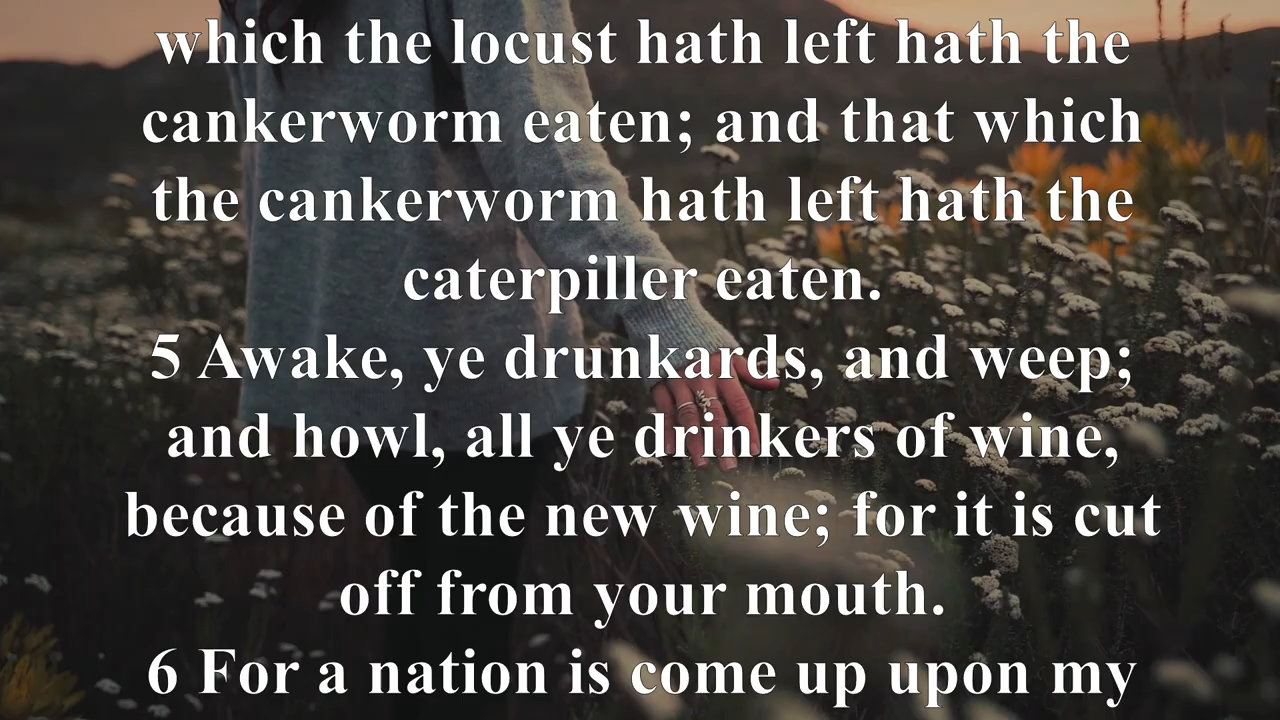 which the locust hath left hath the
cankerworm eaten; and that which
the cankerworm hath left hath the
caterpiller eaten.
5 Awake, ye drunkards, and weep;
and howl, all ye drinkers of wine,
because of the new wine; for it is cut
off from your mouth.
6 For a nation is come up upon my